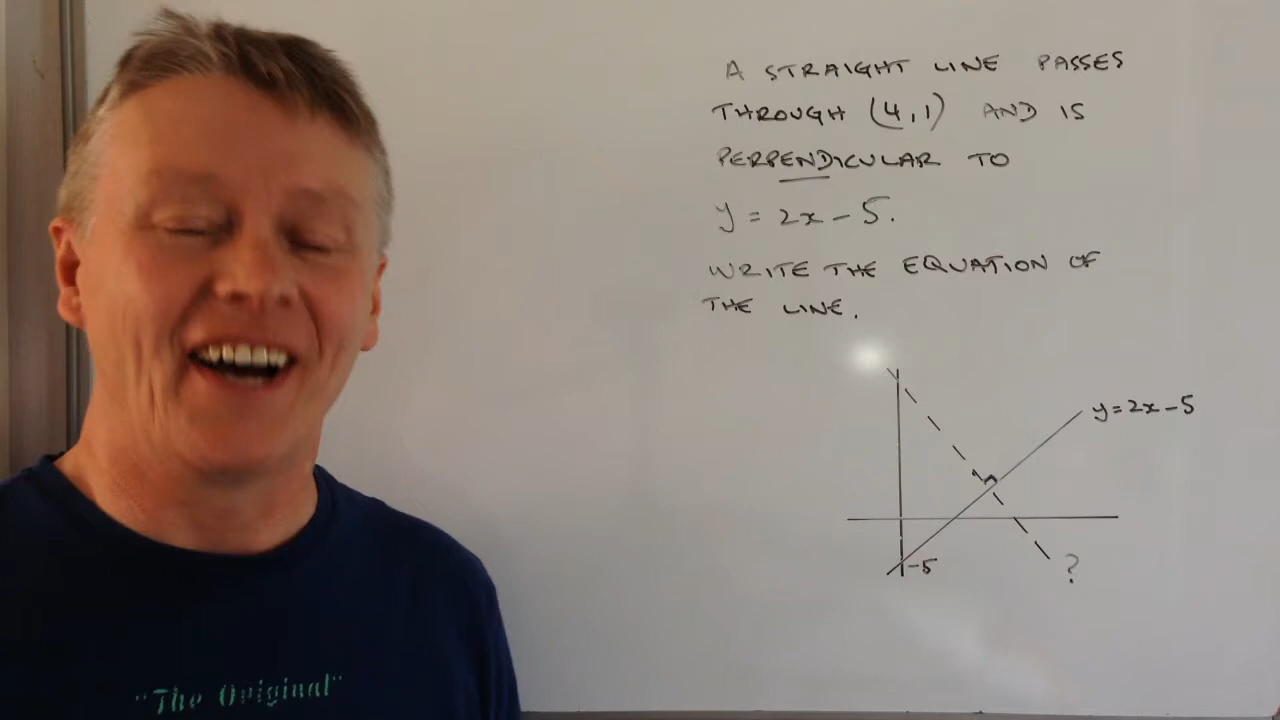 A STRAIGHT LINE PASSES
THROUGH (4,1) AND IS
PERPENDICULAR TO
y = 2x - 5.
WRITE THE EQUATION OF
THE LINE.
y=2x-5
-5
?
"The Original"